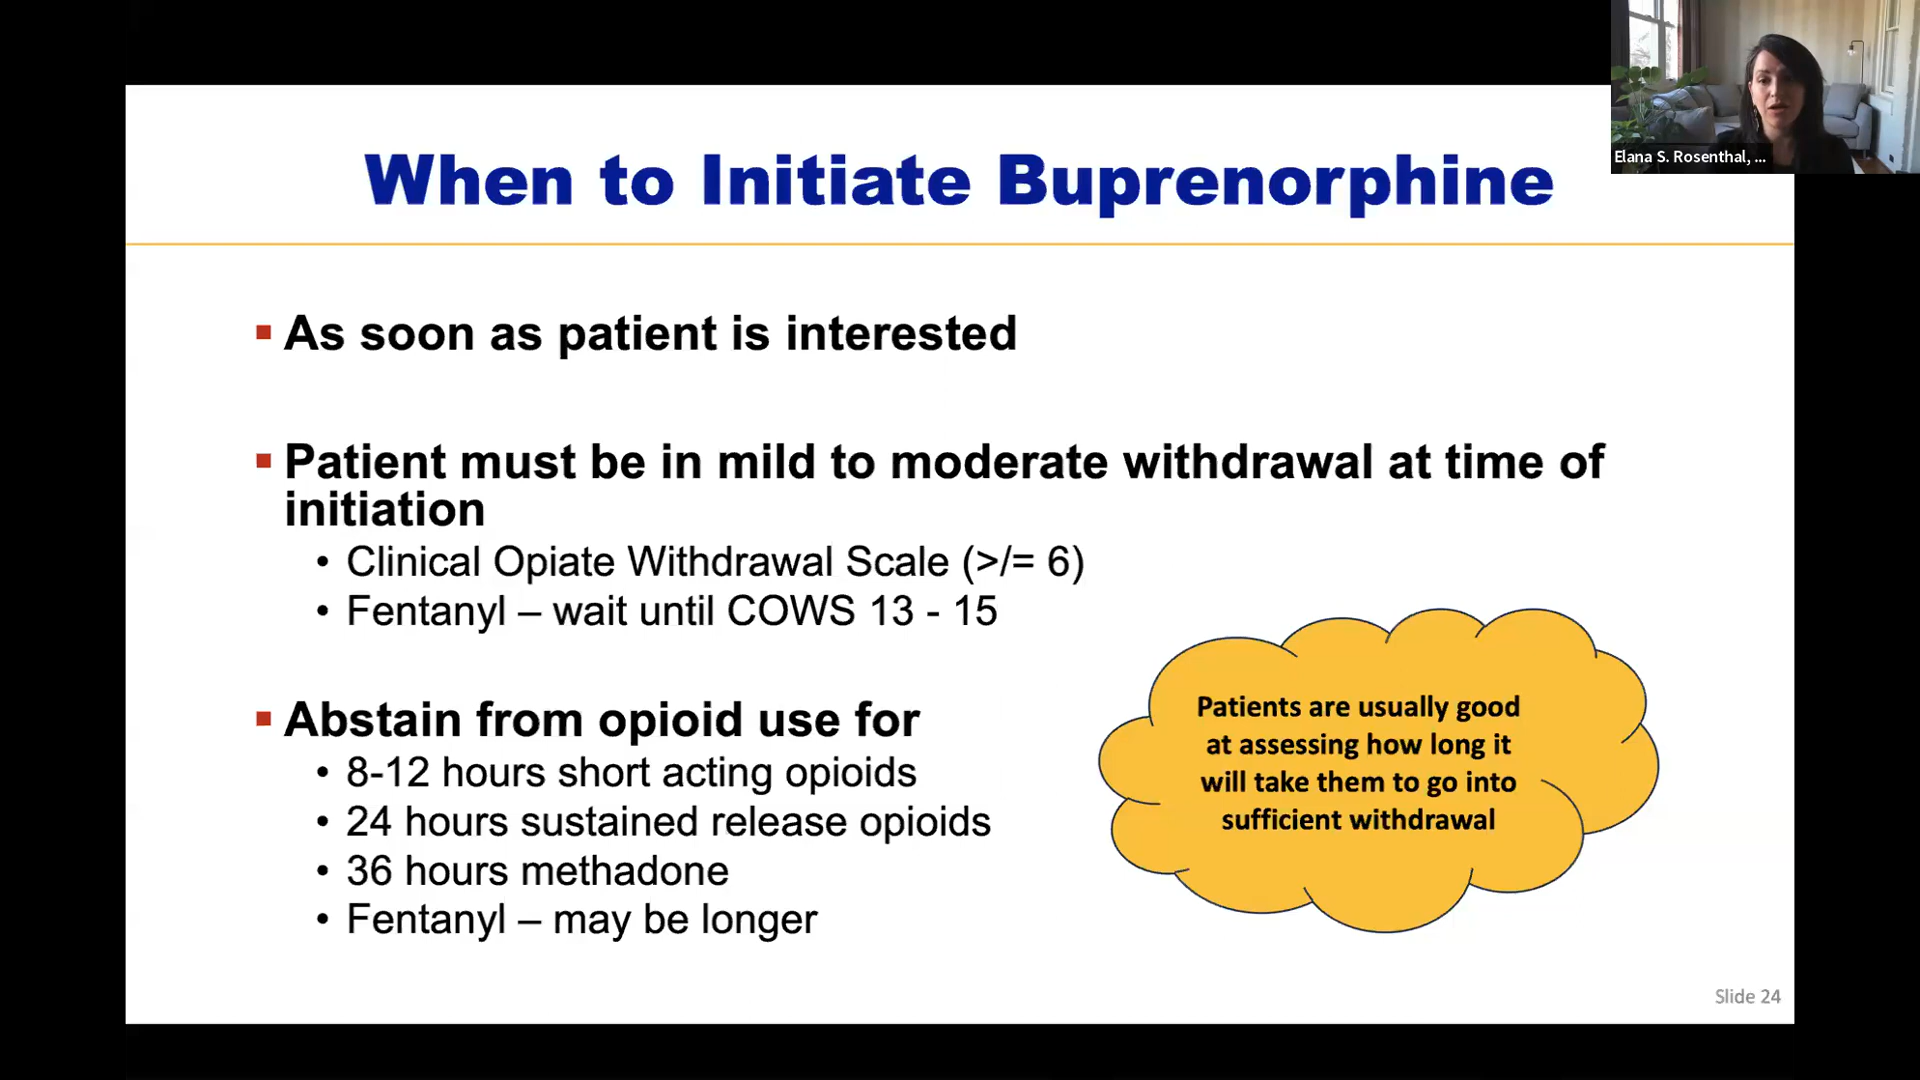 Elana S. Rosenthal, ...
When to Initiate Buprenorphine
▪ As soon as patient is interested
▪ Patient must be in mild to moderate withdrawal at time of
initiation
• Clinical Opiate Withdrawal Scale (>/= 6)
• Fentanyl – wait until COWS 13 - 15
▪ Abstain from opioid use for
• 8-12 hours short acting opioids
• 24 hours sustained release opioids
• 36 hours methadone
• Fentanyl – may be longer
Patients are usually good
at assessing how long it
will take them to go into
sufficient withdrawal
Slide 24